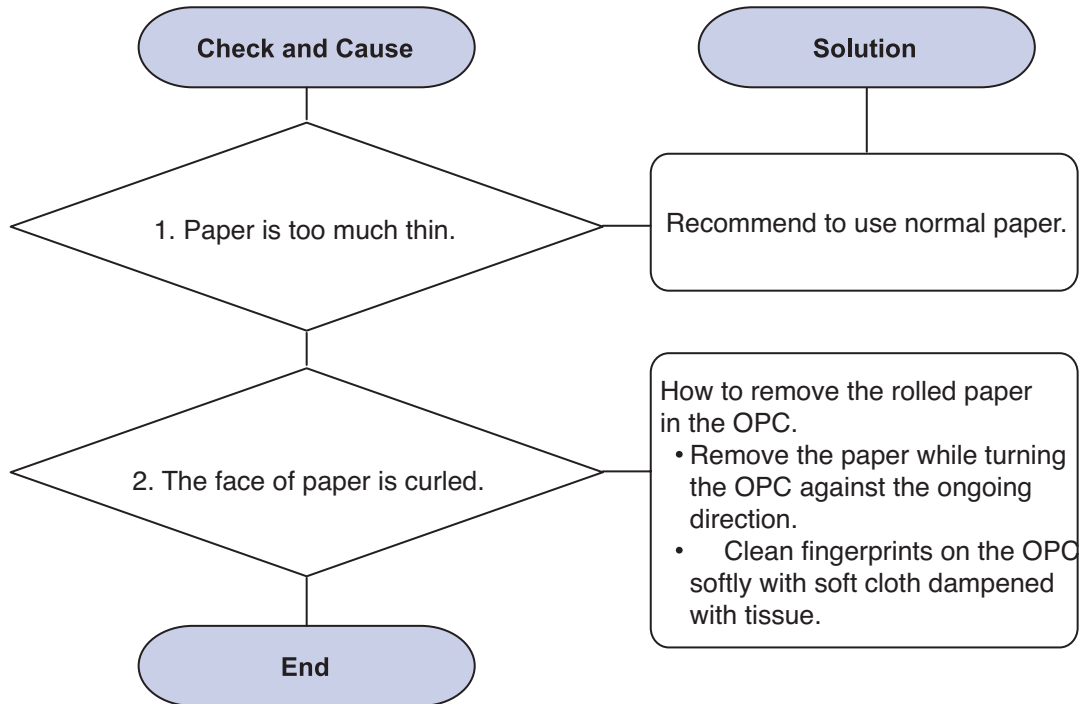 Check and Cause
Solution
1. Paper is too much thin.
Recommend to use normal paper.
2. The face of paper is curled.
How to remove the rolled paper
in the OPC.
• Remove the paper while turning
the OPC against the ongoing
direction.
• Clean fingerprints on the OPC
softly with soft cloth dampened
with tissue.
End